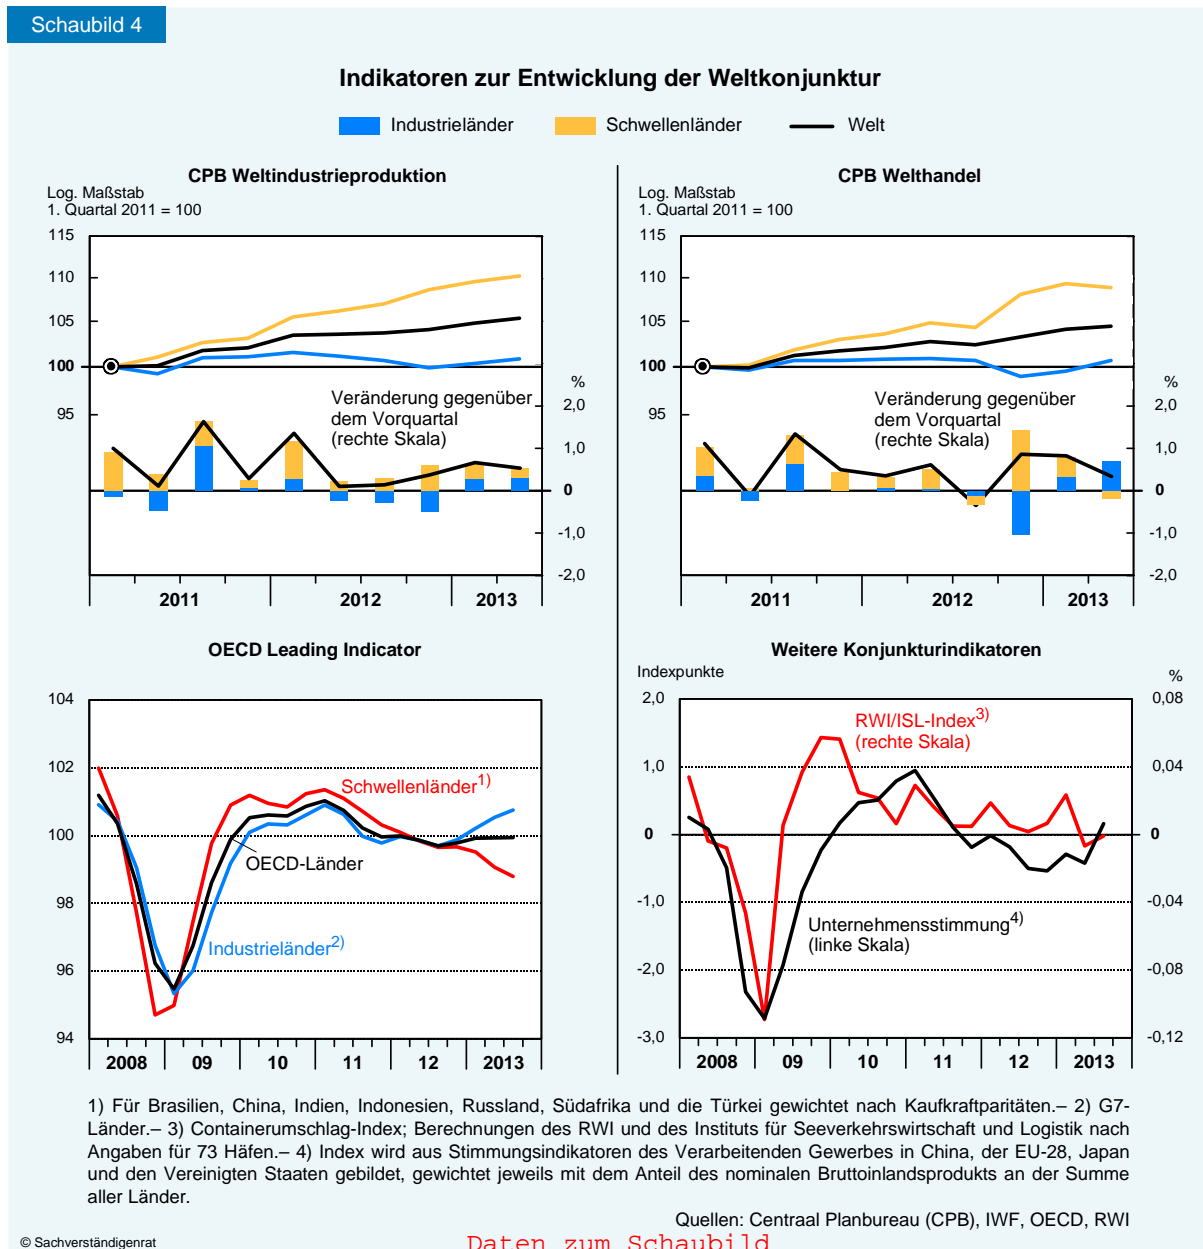 Schaubild 4
Indikatoren zur Entwicklung der Weltkonjunktur
Industrieländer
Schwellenländer
Welt
CPB Weltindustrieproduktion
Log. Maßstab
1. Quartal 2011 = 100
115
110
105
100
95
%
2,0
1,0
0
-1,0
-2,0
Veränderung gegenüber
dem Vorquartal
(rechte Skala)
2011
2012
2013
CPB Welthandel
Log. Maßstab
1. Quartal 2011 = 100
115
110
105
100
95
%
2,0
1,0
0
-1,0
-2,0
Veränderung gegenüber
dem Vorquartal
(rechte Skala)
2011
2012
2013
OECD Leading Indicator
104
102
100
98
96
94
Schwellenländer1)
OECD-Länder
Industrieländer2)
2008
09
10
11
12
2013
Weitere Konjunkturindikatoren
Indexpunkte
%
2,0
1,0
0
-1,0
-2,0
-3,0
0,08
0,04
0
-0,04
-0,08
-0,12
RWI/ISL-Index3)
(rechte Skala)
Unternehmensstimmung4)
(linke Skala)
2008
09
10
11
12
2013
1) Für Brasilien, China, Indien, Indonesien, Russland, Südafrika und die Türkei gewichtet nach Kaufkraftparitäten.– 2) G7-
Länder.– 3) Containerumschlag-Index; Berechnungen des RWI und des Instituts für Seeverkehrswirtschaft und Logistik nach
Angaben für 73 Häfen.– 4) Index wird aus Stimmungsindikatoren des Verarbeitenden Gewerbes in China, der EU-28, Japan
und den Vereinigten Staaten gebildet, gewichtet jeweils mit dem Anteil des nominalen Bruttoinlandsprodukts an der Summe
aller Länder.
Quellen: Centraal Planbureau (CPB), IWF, OECD, RWI
© Sachverständigenrat
Daten zum Schaubild